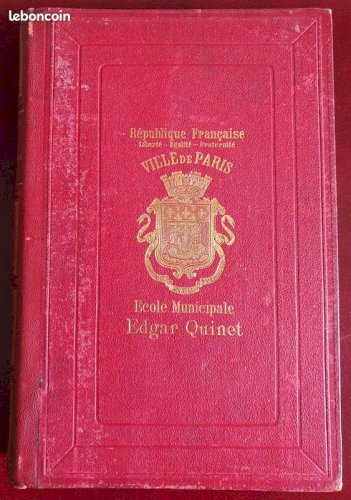 leboncoin
République Française
Liberté - Egalité - Fraternité
VILLE DE PARIS
Ecole Municipale
Edgar Quinet